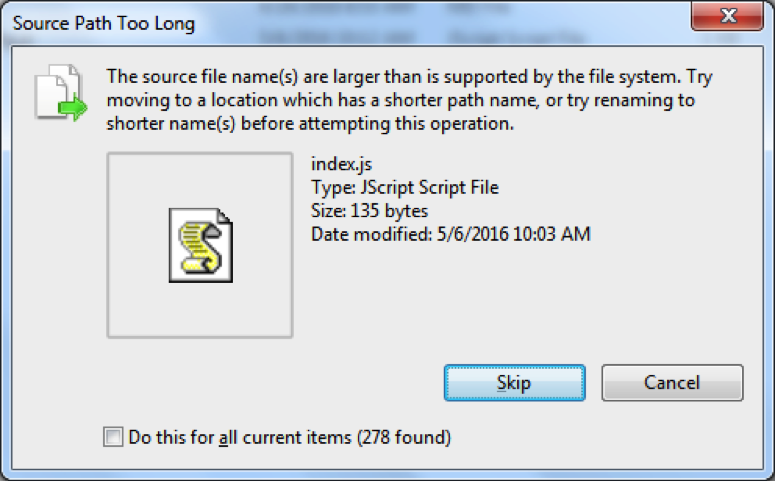 Source Path Too Long
The source file name(s) are larger than is supported by the file system. Try
moving to a location which has a shorter path name, or try renaming to
shorter name(s) before attempting this operation.
index.js
Type: JScript Script File
Size: 135 bytes
Date modified: 5/6/2016 10:03 AM
Skip
Cancel
Do this for all current items (278 found)